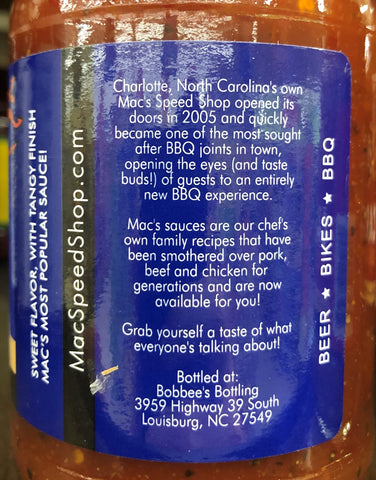 SWEET FLAVOR, WITH TANGY FINISH
MAC'S MOST POPULAR SAUCE!
MacSpeedShop.com
Charlotte, North Carolina's own
Mac's Speed Shop opened its
doors in 2005 and quickly
became one of the most sought
after BBQ joints in town,
opening the eyes (and taste
buds!) of guests to an entirely
new BBQ experience.
Mac's sauces are our chef's
own family recipes that have
been smothered over pork,
beef and chicken for
generations and are now
available for you!
Grab yourself a taste of what
everyone's talking about!
Bottled at:
Bobbee's Bottling
3959 Highway 39 South
Louisburg, NC 27549
BEER ★ BIKES ★ BBQ